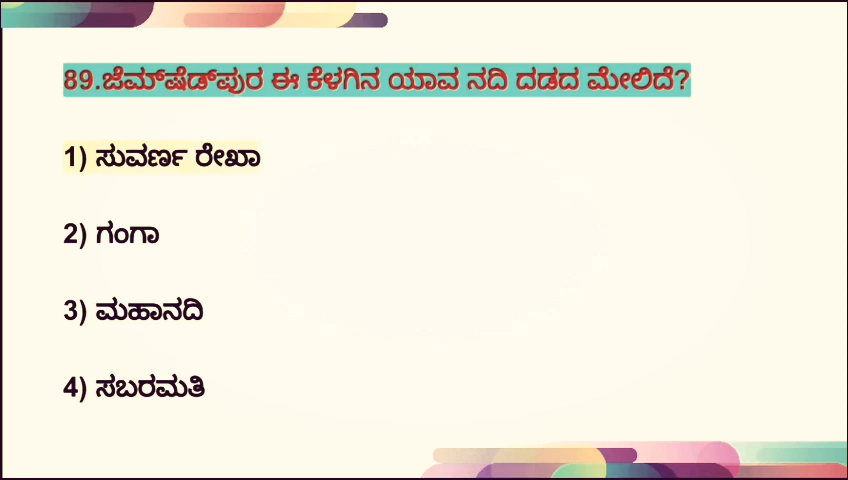 89.ಜೆಮ್‌ಷೆಡ್‌ಪುರ ಈ ಕೆಳಗಿನ ಯಾವ ನದಿ ದಡದ ಮೇಲಿದೆ?
1) ಸುವರ್ಣ ರೇಖಾ
2) ಗಂಗಾ
3) ಮಹಾನದಿ
4) ಸಬರಮತಿ